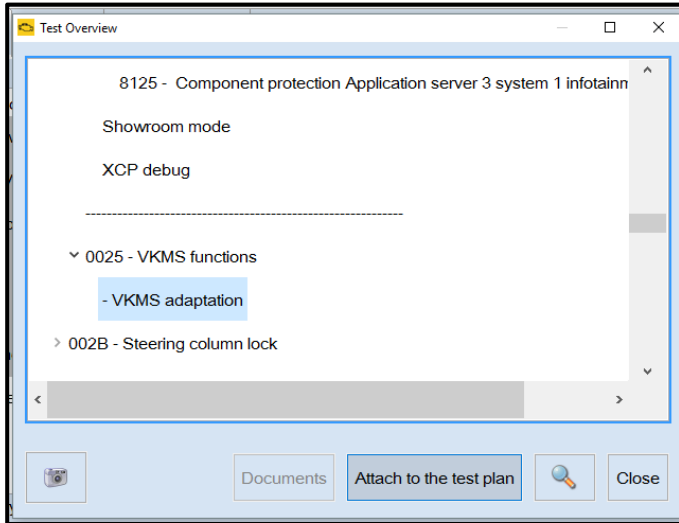 Test Overview
8125 - Component protection Application server 3 system 1 infotainm
Showroom mode
XCP debug
------------------------------------------------------------
0025 - VKMS functions
- VKMS adaptation
002B - Steering column lock
Documents Attach to the test plan Close